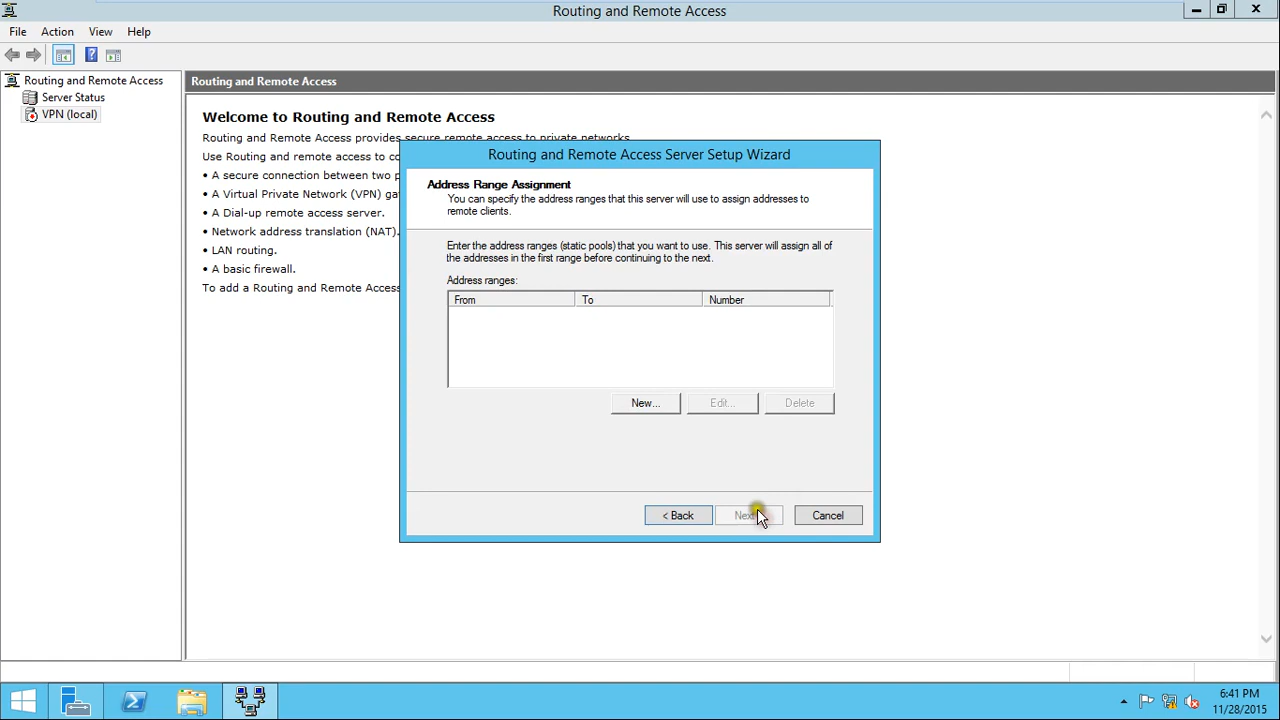 Routing and Remote Access
File Action View Help
Routing and Remote Access
Server Status
VPN (local)
Routing and Remote Access
Welcome to Routing and Remote Access
Routing and Remote Access provides secure remote access to private networks.
Use Routing and remote access to co
• A secure connection between two p
• A Virtual Private Network (VPN) ga
• A Dial-up remote access server.
• Network address translation (NAT).
• LAN routing.
• A basic firewall.
To add a Routing and Remote Access
Routing and Remote Access Server Setup Wizard
Address Range Assignment
You can specify the address ranges that this server will use to assign addresses to
remote clients.
Enter the address ranges (static pools) that you want to use. This server will assign all of
the addresses in the first range before continuing to the next.
Address ranges:
From To Number
New... Edit... Delete
< Back Next Cancel
6:41 PM
11/28/2015